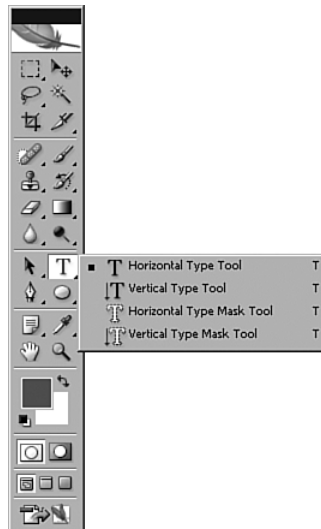 T Horizontal Type Tool T
T Vertical Type Tool T
T Horizontal Type Mask Tool T
T Vertical Type Mask Tool T